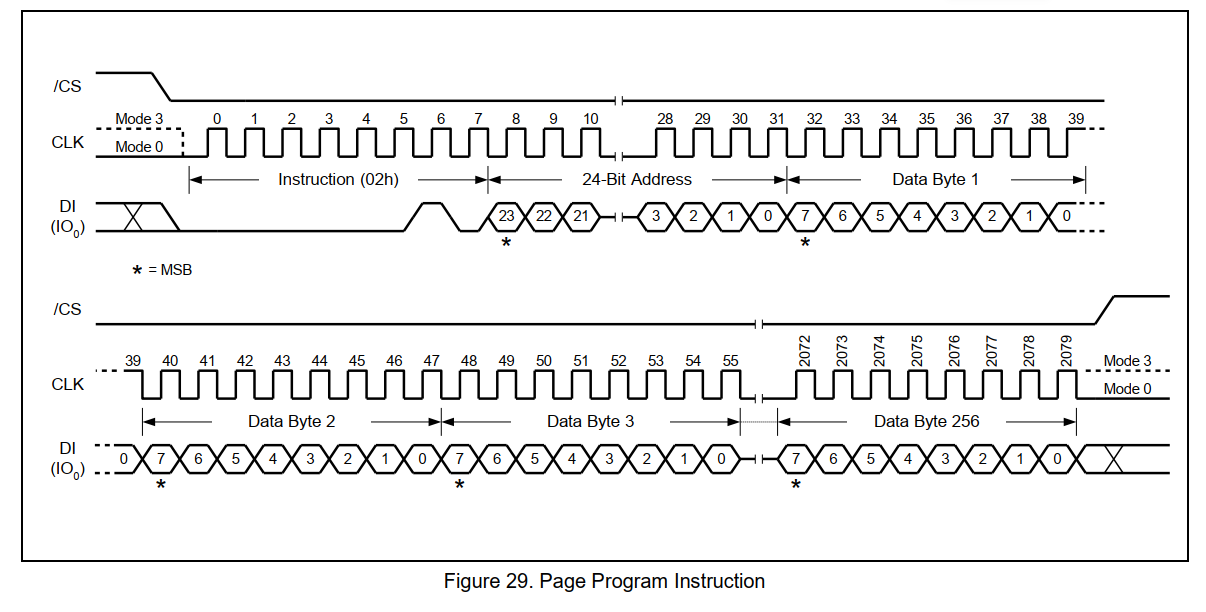 /CS
Mode 3 0 1 2 3 4 5 6 7 8 9 10 28 29 30 31 32 33 34 35 36 37 38 39
CLK
Mode 0
Instruction (02h) 24-Bit Address Data Byte 1
DI
(IO0)
23 22 21 3 2 1 0 7 6 5 4 3 2 1 0
* *
* = MSB
/CS
39 40 41 42 43 44 45 46 47 48 49 50 51 52 53 54 55 2072 2073 2074 2075 2076 2077 2078 2079 Mode 3
CLK
Mode 0
Data Byte 2 Data Byte 3 Data Byte 256
DI
(IO0)
0 7 6 5 4 3 2 1 0 7 6 5 4 3 2 1 0 7 6 5 4 3 2 1 0
* * *
Figure 29. Page Program Instruction